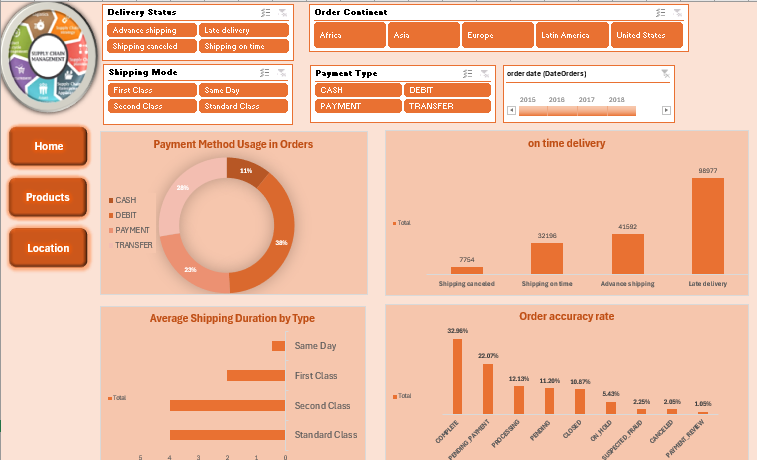 SUPPLY CHAIN
MANAGEMENT
Delivery Status
Advance shipping
Late delivery
Shipping canceled
Shipping on time
Order Continent
Africa
Asia
Europe
Latin America
United States
Shipping Mode
First Class
Same Day
Second Class
Standard Class
Payment Type
CASH
DEBIT
PAYMENT
TRANSFER
order date (DateOrders)
2015 2016 2017 2018
Home
Products
Location
Payment Method Usage in Orders
CASH
DEBIT
PAYMENT
TRANSFER
11%
38%
23%
28%
on time delivery
Total
7754
32196
41592
98977
Shipping canceled
Shipping on time
Advance shipping
Late delivery
Average Shipping Duration by Type
Total
Same Day
First Class
Second Class
Standard Class
5 4 3 2 1 0
Order accuracy rate
Total
32.96%
22.07%
12.13%
11.20%
10.87%
5.43%
2.25%
2.05%
1.05%
COMPLETE
PENDING_PAYMENT
PROCESSING
PENDING
CLOSED
ON_HOLD
SUSPECTED_FRAUD
CANCELED
PAYMENT_REVIEW